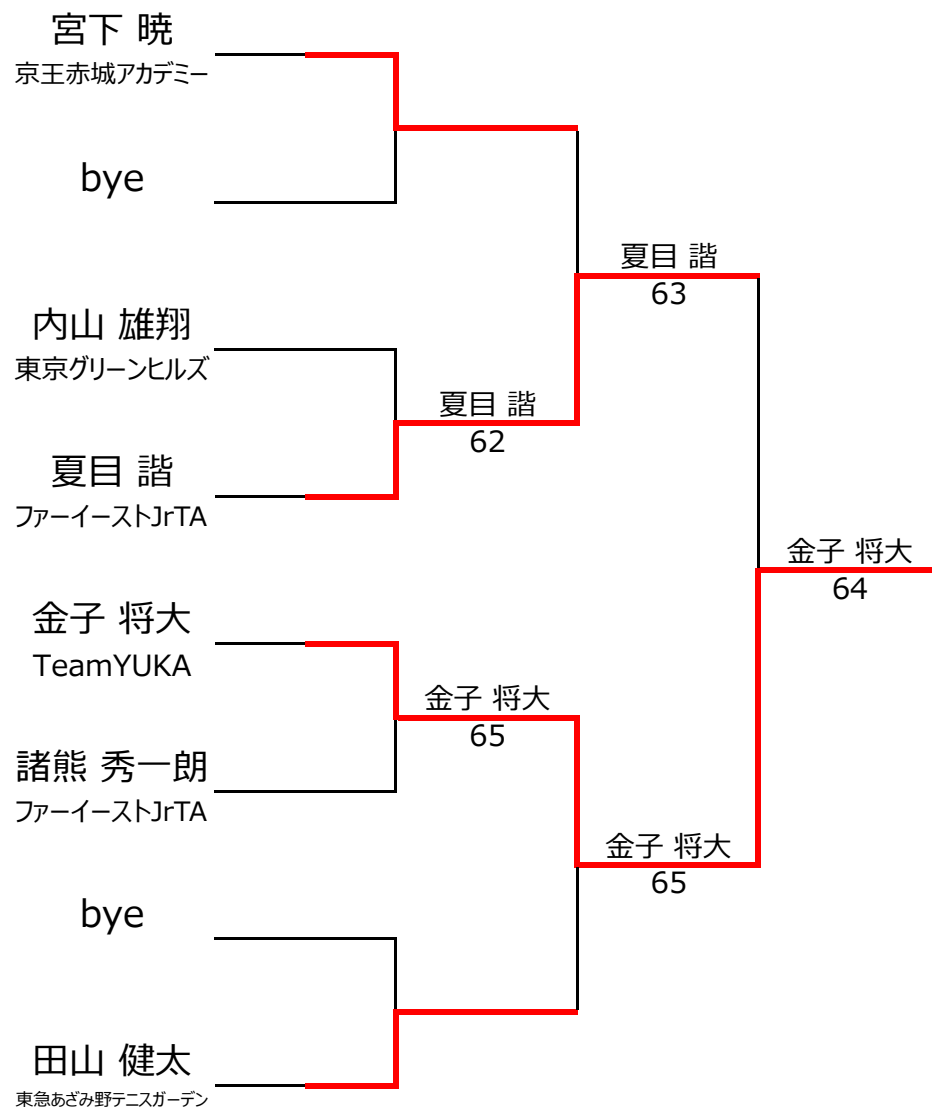 宮下 暁
京王赤城アカデミー
bye
内山 雄翔
東京グリーンヒルズ
夏目 諧
ファーイーストJrTA
金子 将大
TeamYUKA
諸熊 秀一朗
ファーイーストJrTA
bye
田山 健太
東急あざみ野テニスガーデン
夏目 諧
62
金子 将大
65
夏目 諧
63
金子 将大
65
金子 将大
64